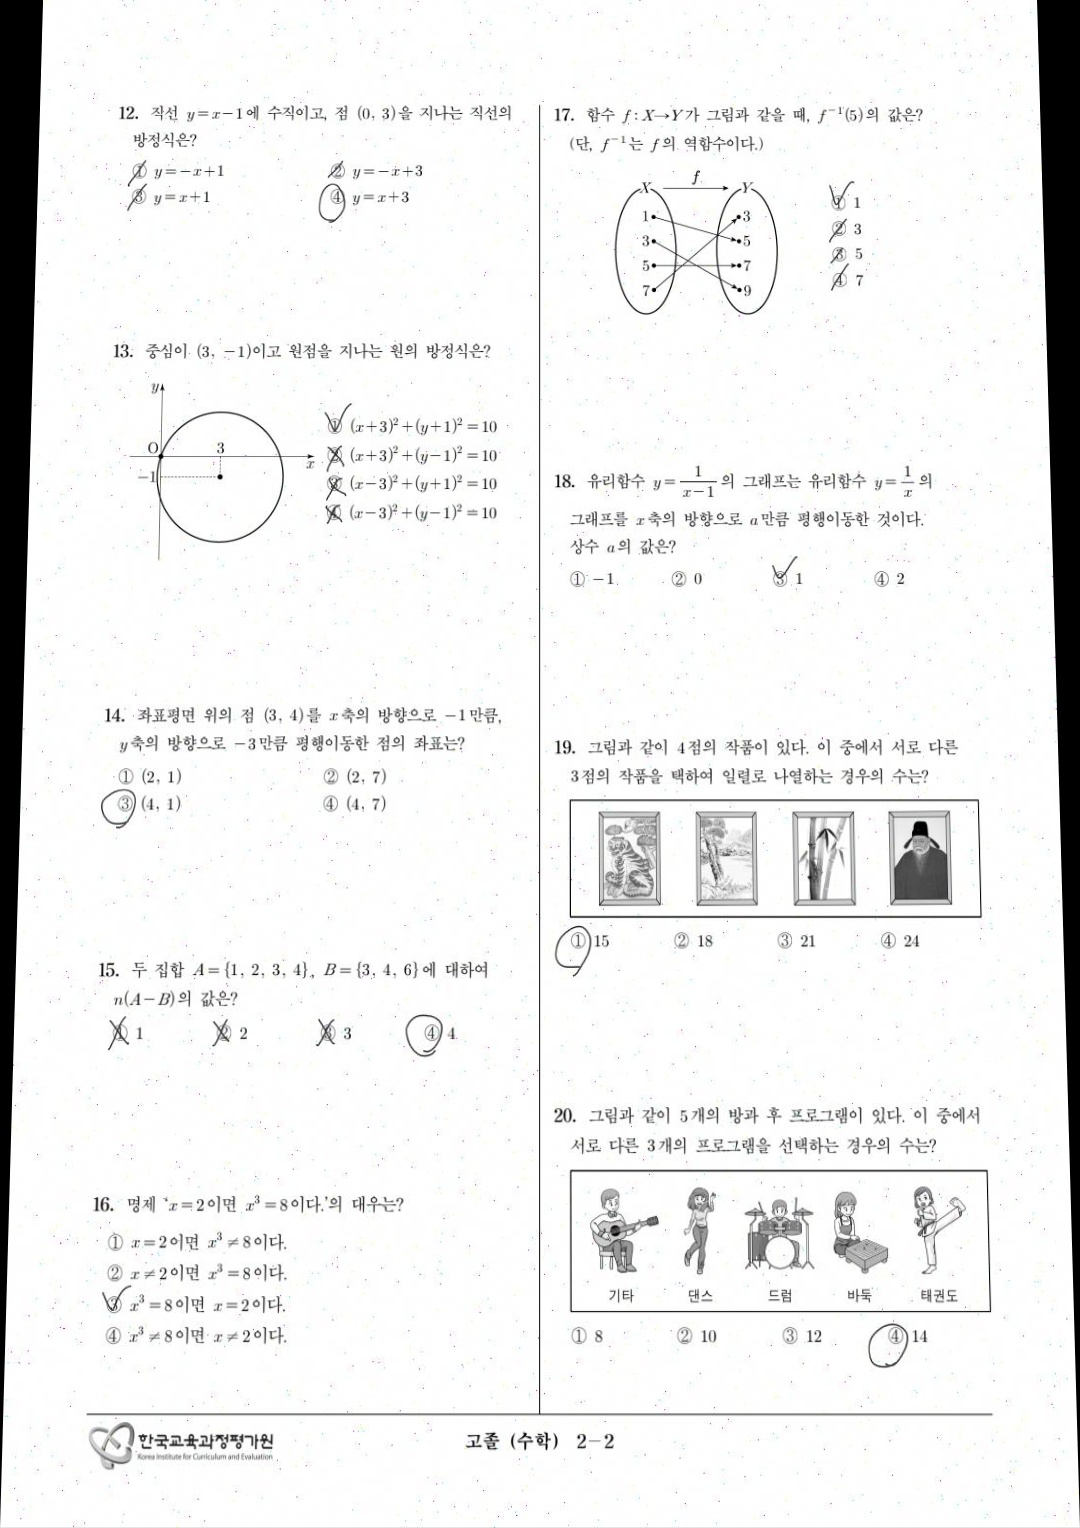 12. 직선 y=x-1에 수직이고, 점 (0, 3)을 지나는 직선의
방정식은?
① y=-x+1 ② y=-x+3
③ y=x+1 ④ y=x+3
13. 중심이 (3, -1)이고 원점을 지나는 원의 방정식은?
y
O 3 x
-1
① (x+3)²+(y+1)²=10
② (x+3)²+(y-1)²=10
③ (x-3)²+(y+1)²=10
④ (x-3)²+(y-1)²=10
14. 좌표평면 위의 점 (3, 4)를 x축의 방향으로 -1만큼,
y축의 방향으로 -3만큼 평행이동한 점의 좌표는?
① (2, 1) ② (2, 7)
③ (4, 1) ④ (4, 7)
15. 두 집합 A={1, 2, 3, 4}, B={3, 4, 6}에 대하여
n(A-B)의 값은?
① 1 ② 2 ③ 3 ④ 4
16. 명제 ‘x=2이면 x³=8이다.’의 대우는?
① x=2이면 x³≠8이다.
② x≠2이면 x³=8이다.
③ x³=8이면 x=2이다.
④ x³≠8이면 x≠2이다.
17. 함수 f:X→Y가 그림과 같을 때, f⁻¹(5)의 값은?
(단, f⁻¹는 f의 역함수이다.)
X f Y
1 3
3 5
5 7
7 9
① 1
② 3
③ 5
④ 7
18. 유리함수 y=1/(x-1)의 그래프는 유리함수 y=1/x의
그래프를 x축의 방향으로 a만큼 평행이동한 것이다.
상수 a의 값은?
① -1 ② 0 ③ 1 ④ 2
19. 그림과 같이 4점의 작품이 있다. 이 중에서 서로 다른
3점의 작품을 택하여 일렬로 나열하는 경우의 수는?
① 15 ② 18 ③ 21 ④ 24
20. 그림과 같이 5개의 방과 후 프로그램이 있다. 이 중에서
서로 다른 3개의 프로그램을 선택하는 경우의 수는?
기타 댄스 드럼 바둑 태권도
① 8 ② 10 ③ 12 ④ 14
한국교육과정평가원
Korea Institute for Curriculum and Evaluation
고졸 (수학) 2-2